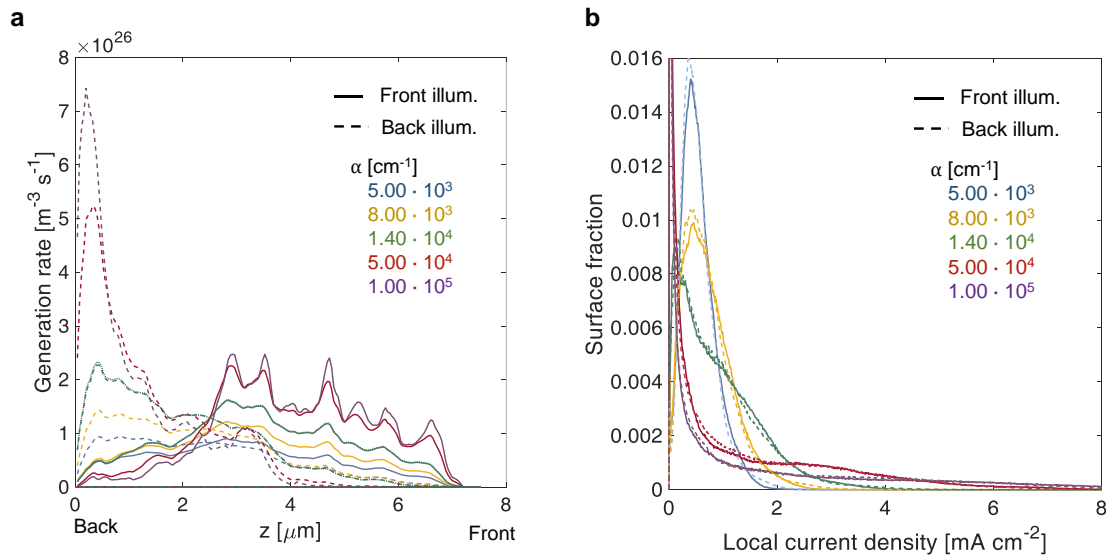 a
×10^26
8
7
6
5
4
3
2
1
0
Generation rate [m^-3 s^-1]
Front illum.
Back illum.
α [cm^-1]
5.00 · 10^3
8.00 · 10^3
1.40 · 10^4
5.00 · 10^4
1.00 · 10^5
0 2 4 6 8
Back z [μm] Front
b
0.016
0.014
0.012
0.01
0.008
0.006
0.004
0.002
0
Surface fraction
Front illum.
Back illum.
α [cm^-1]
5.00 · 10^3
8.00 · 10^3
1.40 · 10^4
5.00 · 10^4
1.00 · 10^5
0 2 4 6 8
Local current density [mA cm^-2]